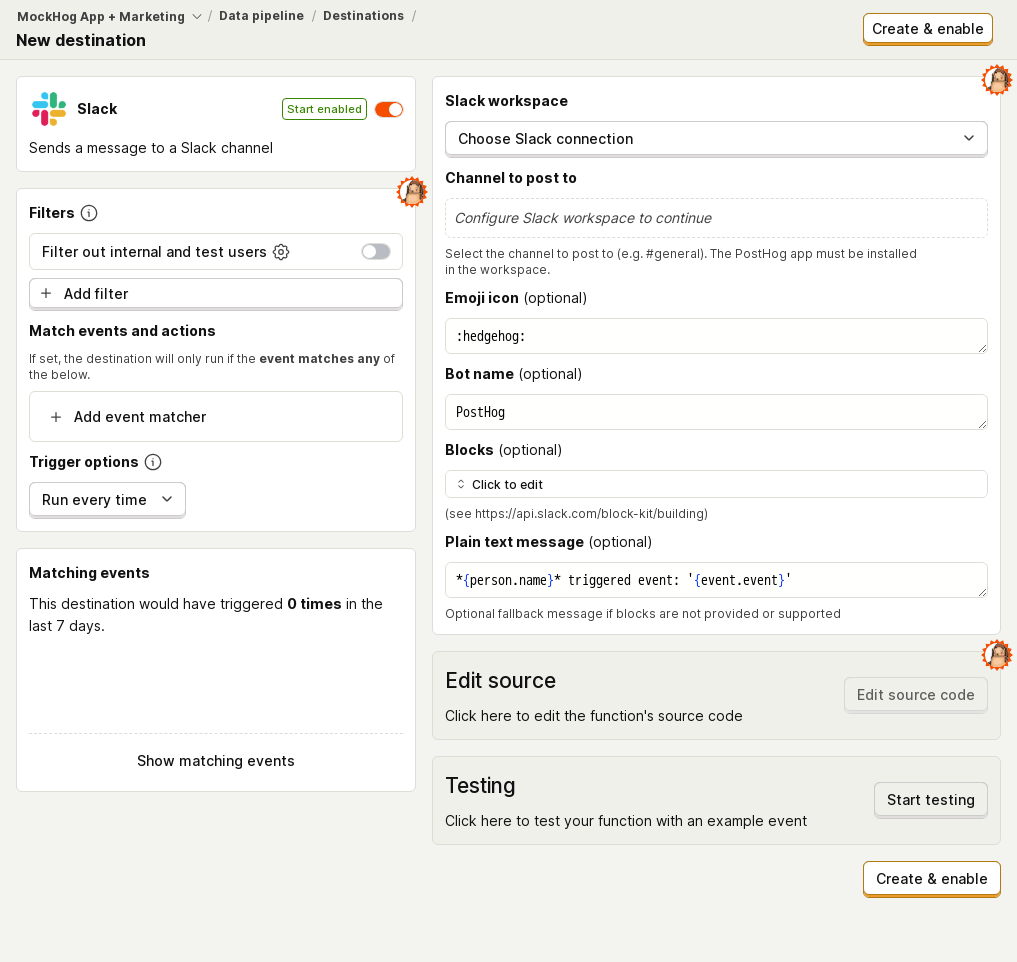 MockHog App + Marketing / Data pipeline / Destinations /
New destination
Create & enable
Slack
Start enabled
Sends a message to a Slack channel
Filters
Filter out internal and test users
Add filter
Match events and actions
If set, the destination will only run if the event matches any of
the below.
Add event matcher
Trigger options
Run every time
Matching events
This destination would have triggered 0 times in the
last 7 days.
Show matching events
Slack workspace
Choose Slack connection
Channel to post to
Configure Slack workspace to continue
Select the channel to post to (e.g. #general). The PostHog app must be installed
in the workspace.
Emoji icon (optional)
:hedgehog:
Bot name (optional)
PostHog
Blocks (optional)
Click to edit
(see https://api.slack.com/block-kit/building)
Plain text message (optional)
*{person.name}* triggered event: '{event.event}'
Optional fallback message if blocks are not provided or supported
Edit source
Click here to edit the function's source code
Edit source code
Testing
Click here to test your function with an example event
Start testing
Create & enable